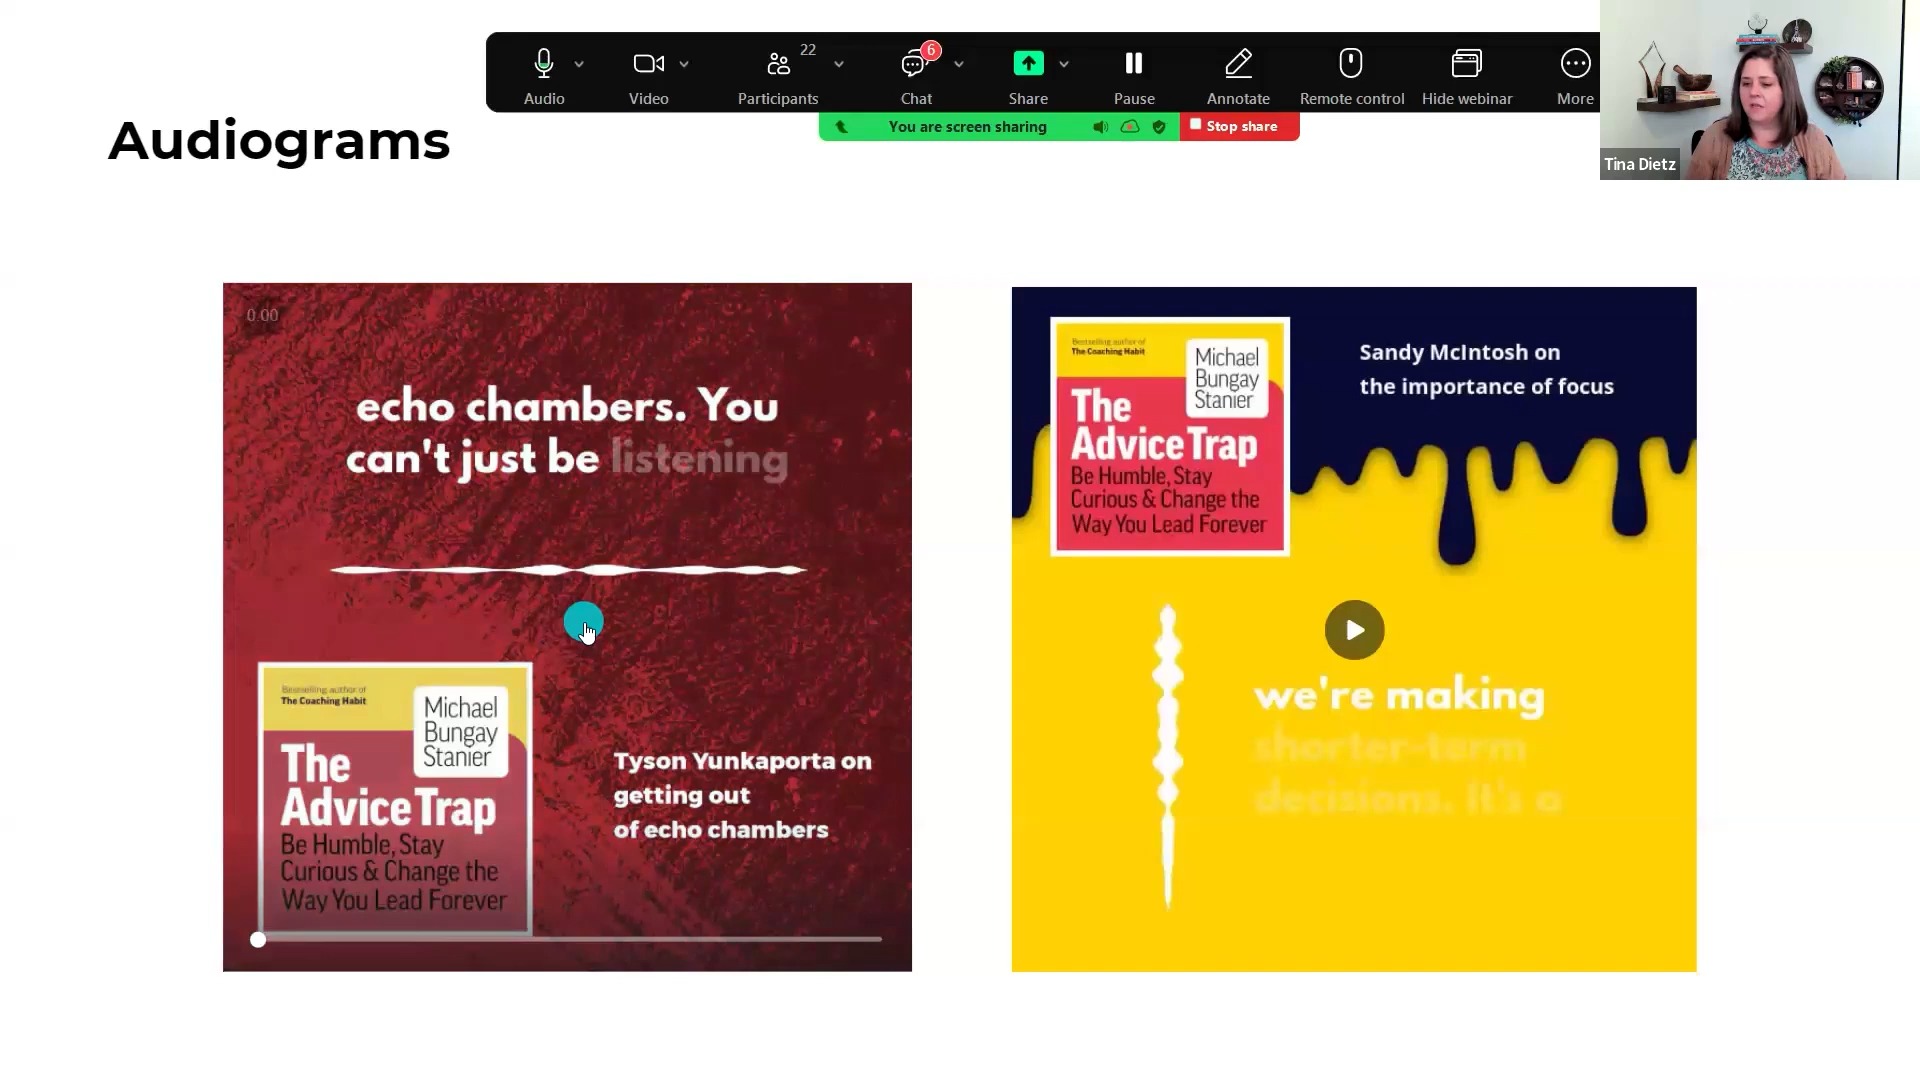 22
6
Audio
Video
Participants
Chat
Share
Pause
Annotate
Remote control
Hide webinar
More
You are screen sharing
Stop share
Tina Dietz
Audiograms
0.00
echo chambers. You
can't just be listening
Bestselling author of
The Coaching Habit
Michael
Bungay
Stanier
The
Advice Trap
Be Humble, Stay
Curious & Change the
Way You Lead Forever
Tyson Yunkaporta on
getting out
of echo chambers
Bestselling author of
The Coaching Habit
Michael
Bungay
Stanier
The
Advice Trap
Be Humble, Stay
Curious & Change the
Way You Lead Forever
Sandy McIntosh on
the importance of focus
we're making
shorter-term
decisions. It's a